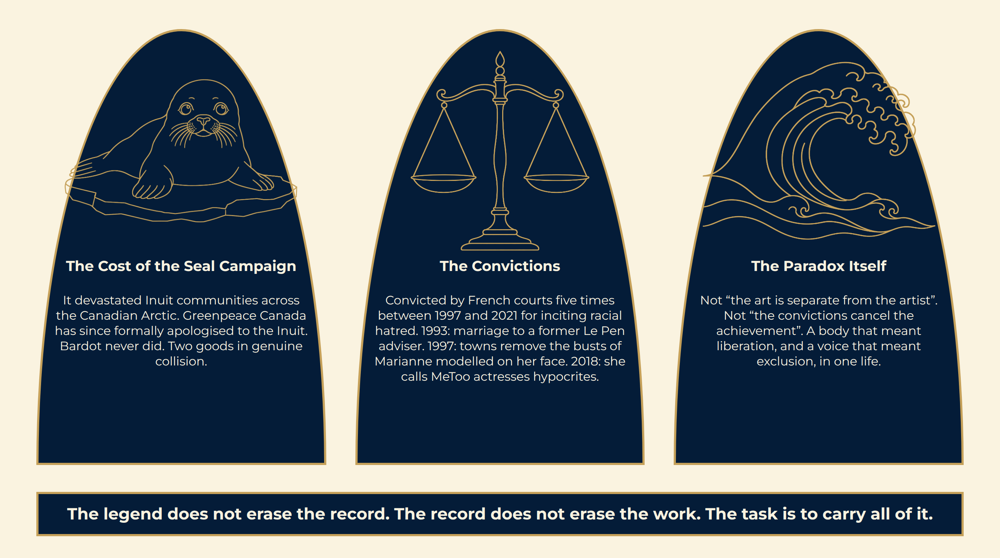 The Cost of the Seal Campaign
It devastated Inuit communities across
the Canadian Arctic. Greenpeace Canada
has since formally apologised to the Inuit.
Bardot never did. Two goods in genuine
collision.
The Convictions
Convicted by French courts five times
between 1997 and 2021 for inciting racial
hatred. 1993: marriage to a former Le Pen
adviser. 1997: towns remove the busts of
Marianne modelled on her face. 2018: she
calls MeToo actresses hypocrites.
The Paradox Itself
Not “the art is separate from the artist”.
Not “the convictions cancel the
achievement”. A body that meant
liberation, and a voice that meant
exclusion, in one life.
The legend does not erase the record. The record does not erase the work. The task is to carry all of it.